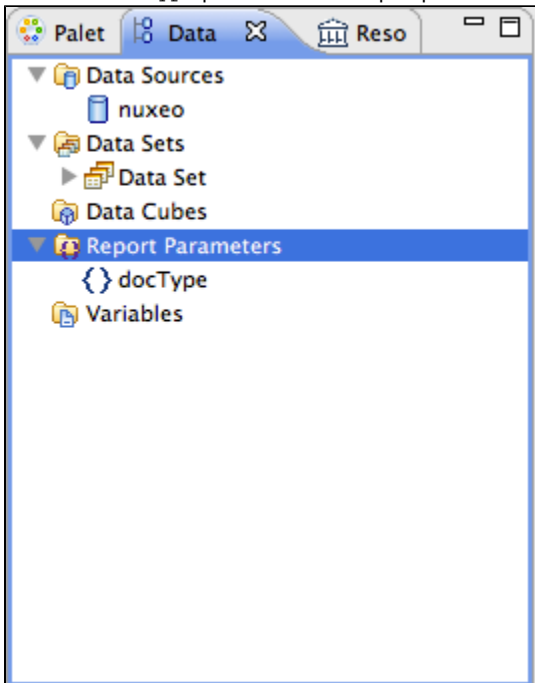 Palet Data Reso
Data Sources
nuxeo
Data Sets
Data Set
Data Cubes
Report Parameters
{} docType
Variables